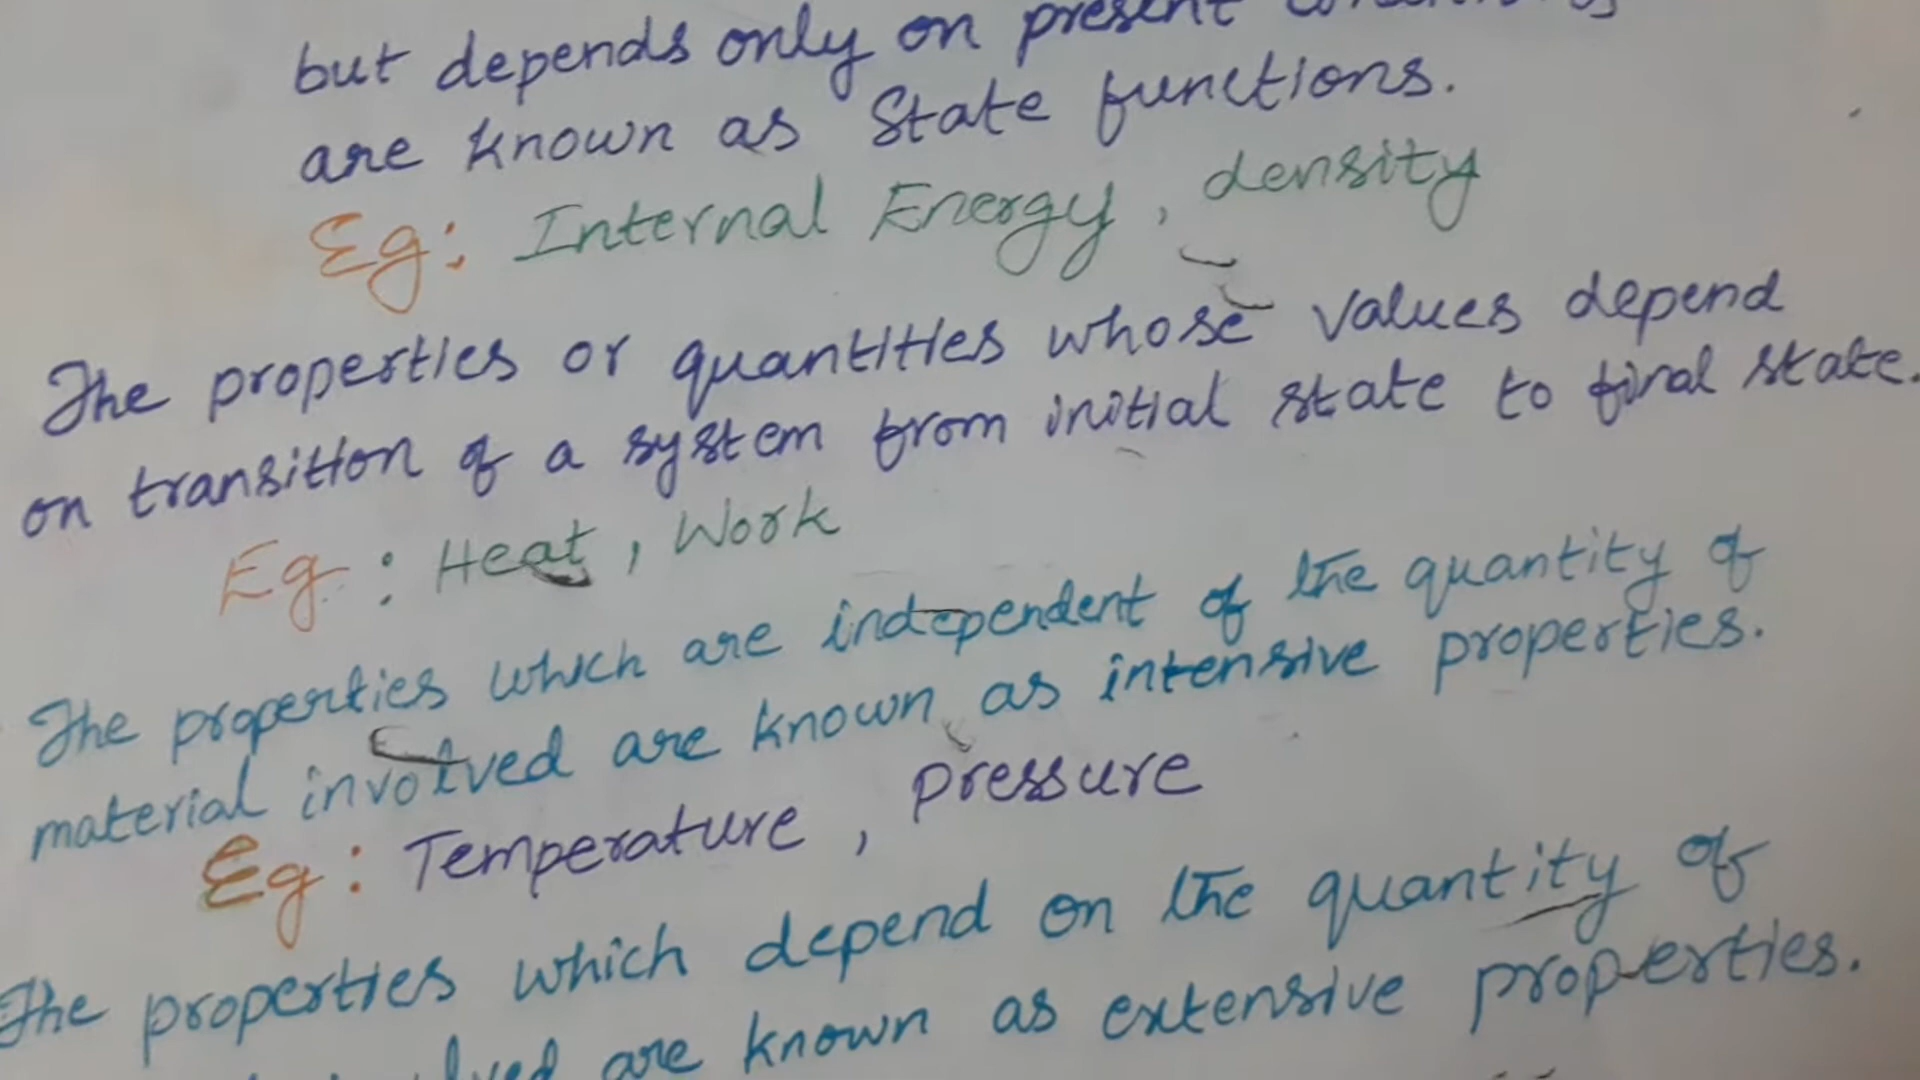 but depends only on present conditions
are known as State functions.
Eg: Internal Energy, density
The properties or quantities whose values depend
on transition of a system from initial state to final state.
Eg: Heat, Work
The properties which are independent of the quantity of
material involved are known as intensive properties.
Eg: Temperature, pressure
The properties which depend on the quantity of
are known as extensive properties.